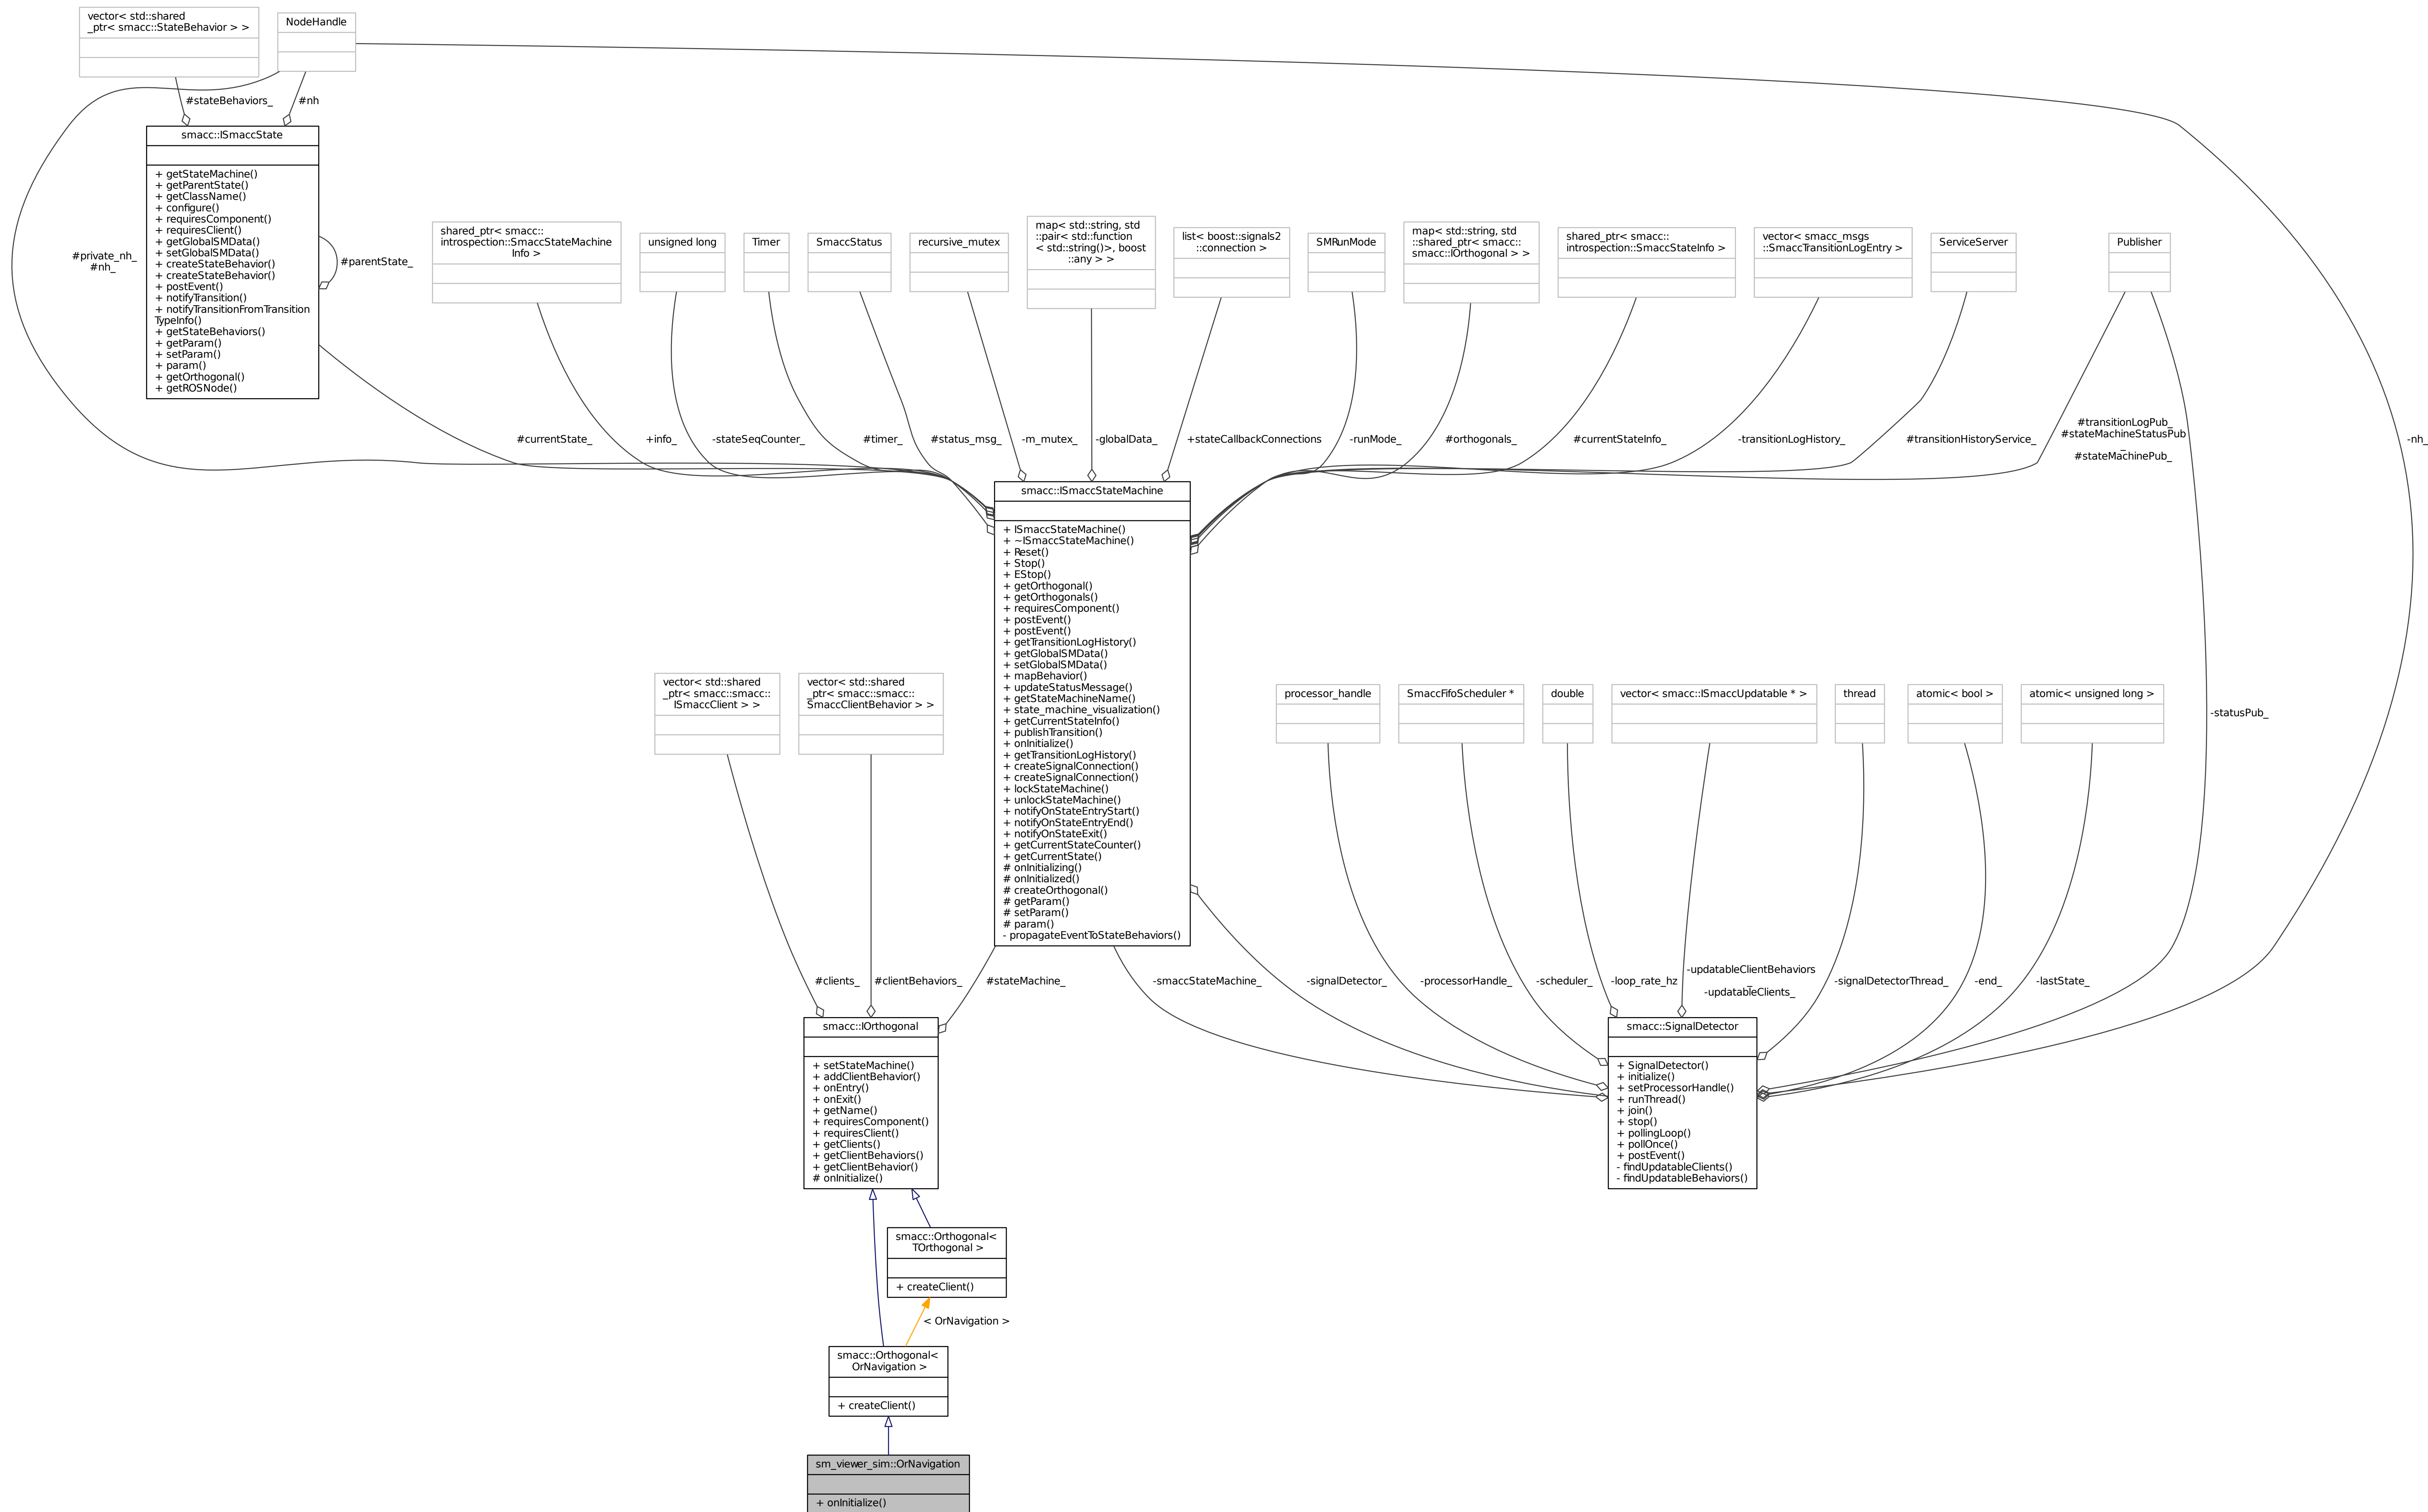 vector< std::shared
_ptr< smacc::StateBehavior > >
NodeHandle
#stateBehaviors_
#nh
smacc::ISmaccState
+ getStateMachine()
+ getParentState()
+ getClassName()
+ configure()
+ requiresComponent()
+ requiresClient()
+ getGlobalSMData()
+ setGlobalSMData()
+ createStateBehavior()
+ createStateBehavior()
+ postEvent()
+ notifyTransition()
+ notifyTransitionFromTransition
TypeInfo()
+ getStateBehaviors()
+ getParam()
+ setParam()
+ param()
+ getOrthogonal()
+ getROSNode()
#private_nh_
#nh_
#parentState_
shared_ptr< smacc::
introspection::SmaccStateMachine
Info >
unsigned long
Timer
SmaccStatus
recursive_mutex
map< std::string, std
::pair< std::function
< std::string()>, boost
::any > >
list< boost::signals2
::connection >
SMRunMode
map< std::string, std
::shared_ptr< smacc::
smacc::IOrthogonal > >
shared_ptr< smacc::
introspection::SmaccStateInfo >
vector< smacc_msgs
::SmaccTransitionLogEntry >
ServiceServer
Publisher
#currentState_
+info_
-stateSeqCounter_
#timer_
#status_msg_
-m_mutex_
-globalData_
+stateCallbackConnections
-runMode_
#orthogonals_
#currentStateInfo_
-transitionLogHistory_
#transitionHistoryService_
#transitionLogPub_
#stateMachineStatusPub
_
#stateMachinePub_
-nh_
smacc::ISmaccStateMachine
+ ISmaccStateMachine()
+ ~ISmaccStateMachine()
+ Reset()
+ Stop()
+ EStop()
+ getOrthogonal()
+ getOrthogonals()
+ requiresComponent()
+ postEvent()
+ postEvent()
+ getTransitionLogHistory()
+ getGlobalSMData()
+ setGlobalSMData()
+ mapBehavior()
+ updateStatusMessage()
+ getStateMachineName()
+ state_machine_visualization()
+ getCurrentStateInfo()
+ publishTransition()
+ onInitialize()
+ getTransitionLogHistory()
+ createSignalConnection()
+ createSignalConnection()
+ lockStateMachine()
+ unlockStateMachine()
+ notifyOnStateEntryStart()
+ notifyOnStateEntryEnd()
+ notifyOnStateExit()
+ getCurrentStateCounter()
+ getCurrentState()
# onInitializing()
# onInitialized()
# createOrthogonal()
# getParam()
# setParam()
# param()
- propagateEventToStateBehaviors()
vector< std::shared
_ptr< smacc::smacc::
ISmaccClient > >
vector< std::shared
_ptr< smacc::smacc::
SmaccClientBehavior > >
processor_handle
SmaccFifoScheduler *
double
vector< smacc::ISmaccUpdatable * >
thread
atomic< bool >
atomic< unsigned long >
-statusPub_
#clients_
#clientBehaviors_
#stateMachine_
-smaccStateMachine_
-signalDetector_
-processorHandle_
-scheduler_
-loop_rate_hz
-updatableClientBehaviors
_
-updatableClients_
-signalDetectorThread_
-end_
-lastState_
smacc::IOrthogonal
+ setStateMachine()
+ addClientBehavior()
+ onEntry()
+ onExit()
+ getName()
+ requiresComponent()
+ requiresClient()
+ getClients()
+ getClientBehaviors()
+ getClientBehavior()
# onInitialize()
smacc::SignalDetector
+ SignalDetector()
+ initialize()
+ setProcessorHandle()
+ runThread()
+ join()
+ stop()
+ pollingLoop()
+ pollOnce()
+ postEvent()
- findUpdatableClients()
- findUpdatableBehaviors()
smacc::Orthogonal<
TOrthogonal >
+ createClient()
< OrNavigation >
smacc::Orthogonal<
OrNavigation >
+ createClient()
sm_viewer_sim::OrNavigation
+ onInitialize()